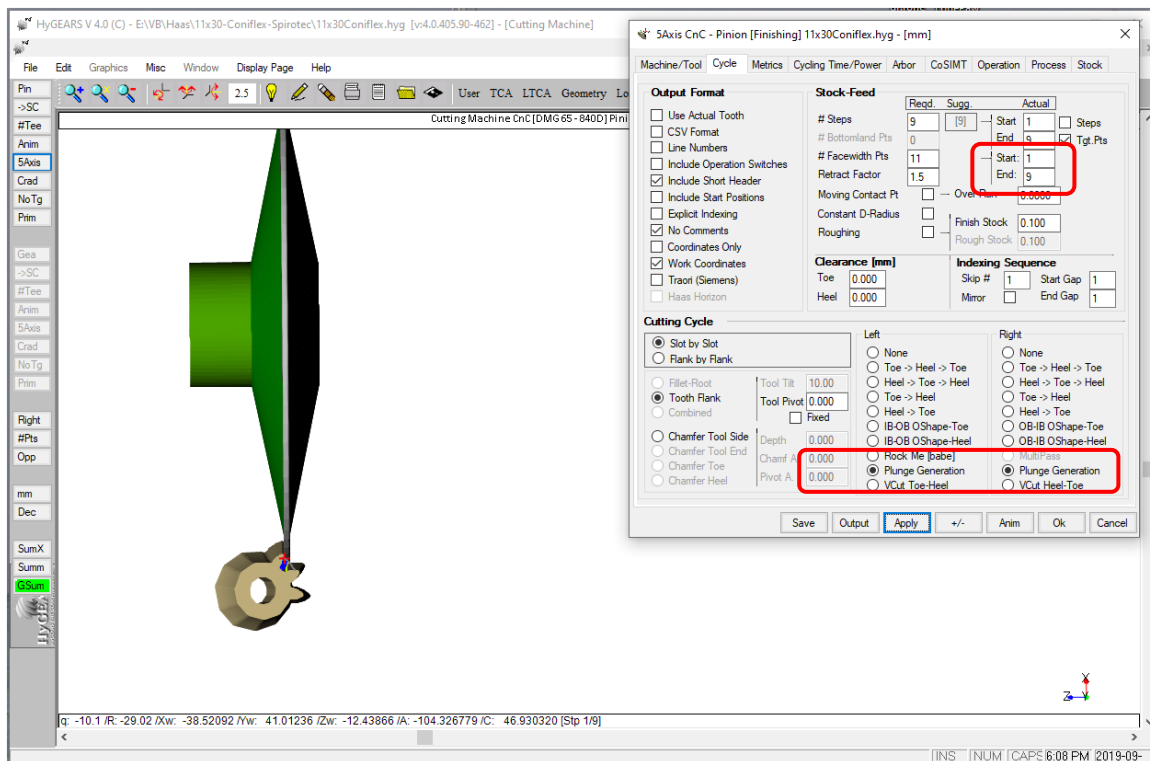 HyGEARS V 4.0 (C) - E:\VB\Haas\11x30-Coniflex-Spirotec\11x30Coniflex.hyg [v:4.0.405.90-462] - [Cutting Machine]
File Edit Graphics Misc Window Display Page Help
2.5 User TCA LTCA Geometry Lo
Cutting Machine CnC [DMG65 - 840D] Pini
Pin
->SC
#Tee
Anim
5Axis
Crad
NoTg
Prim
Gea
->SC
#Tee
Anim
5Axis
Crad
NoTg
Prim
Right
#Pts
Opp
mm
Dec
SumX
Summ
GSum
HyGEA
5Axis CnC - Pinion [Finishing] 11x30Coniflex.hyg - [mm]
Machine/Tool Cycle Metrics Cycling Time/Power Arbor CoSIMT Operation Process Stock
Output Format
Use Actual Tooth
CSV Format
Line Numbers
Include Operation Switches
Include Short Header
Include Start Positions
Explicit Indexing
No Comments
Coordinates Only
Work Coordinates
Traori (Siemens)
Haas Horizon
Stock-Feed
Reqd. Sugg. Actual
# Steps 9 [9] Start 1 Steps
# Bottomland Pts 0 End 9 Tgt.Pts
# Facewidth Pts 11 Start: 1
Retract Factor 1.5 End: 9
Moving Contact Pt Over Run 0.0000
Constant D-Radius Finish Stock 0.100
Roughing Rough Stock 0.100
Clearance [mm]
Toe 0.000
Heel 0.000
Indexing Sequence
Skip # 1 Start Gap 1
Mirror End Gap 1
Cutting Cycle
Slot by Slot
Flank by Flank
Fillet-Root Tool Tilt 10.00
Tooth Flank Tool Pivot 0.000
Combined Fixed
Chamfer Tool Side Depth 0.000
Chamfer Tool End Chamf A. 0.000
Chamfer Toe Pivot A. 0.000
Chamfer Heel
Left
None
Toe -> Heel -> Toe
Heel -> Toe -> Heel
Toe -> Heel
Heel -> Toe
IB-OB OShape-Toe
IB-OB OShape-Heel
Rock Me [babe]
Plunge Generation
VCut Toe-Heel
Right
None
Toe -> Heel -> Toe
Heel -> Toe -> Heel
Toe -> Heel
Heel -> Toe
OB-IB OShape-Toe
OB-IB OShape-Heel
MultiPass
Plunge Generation
VCut Heel-Toe
Save Output Apply +/- Anim Ok Cancel
X
Z Y
q: -10.1 /R: -29.02 /Xw: -38.52092 /Yw: 41.01236 /Zw: -12.43866 /A: -104.326779 /C: 46.930320 [Stp 1/9]
INS NUM CAPS 6:08 PM 2019-09-